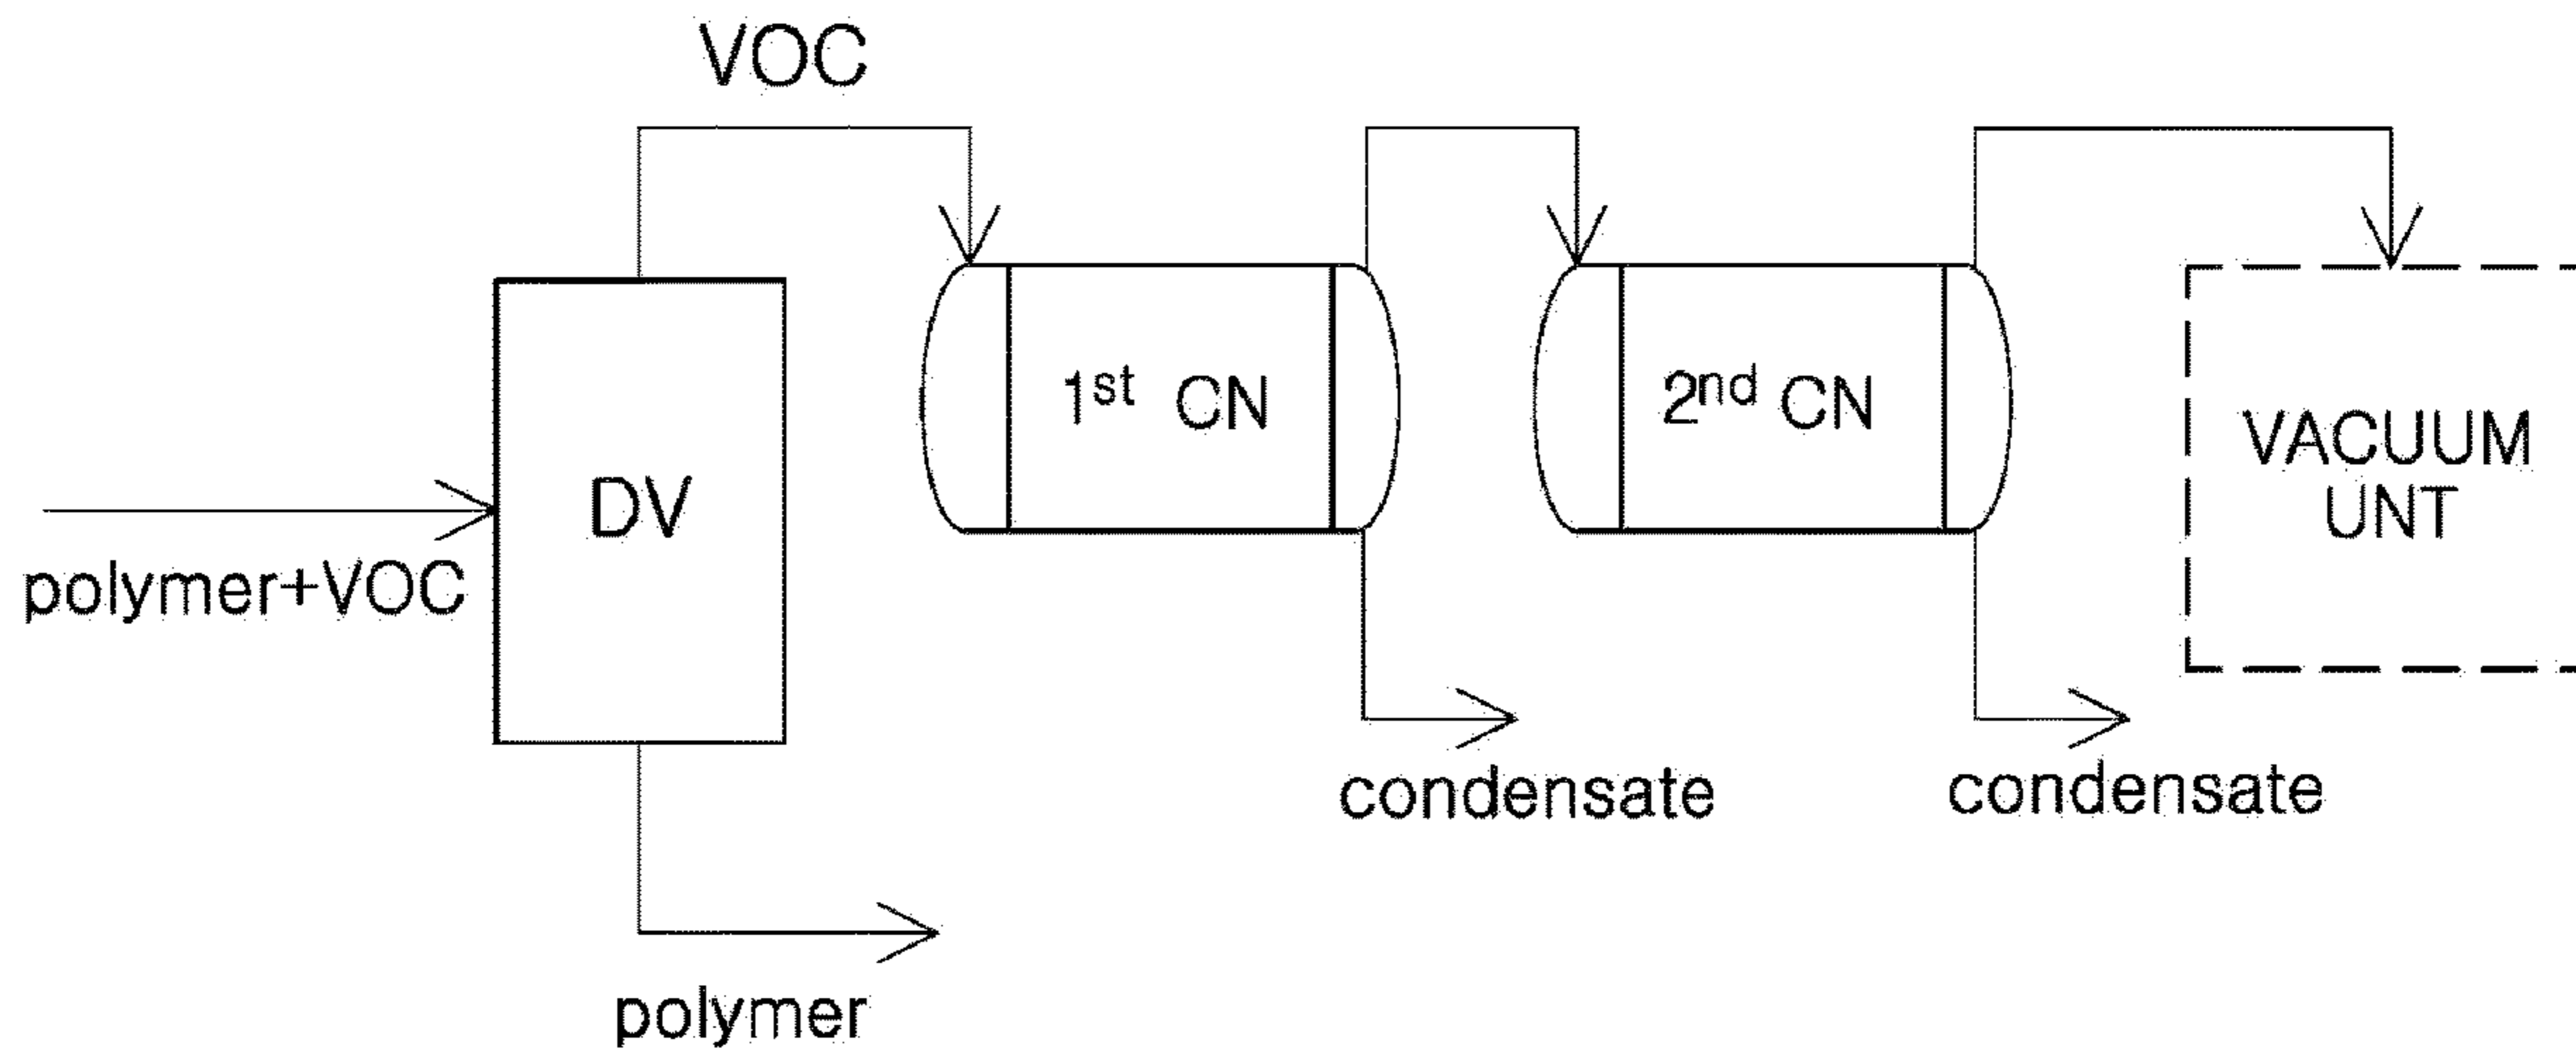 VOC
1st CN
2nd CN
VACUUM
UNT
DV
polymer+VOC
condensate
condensate
polymer